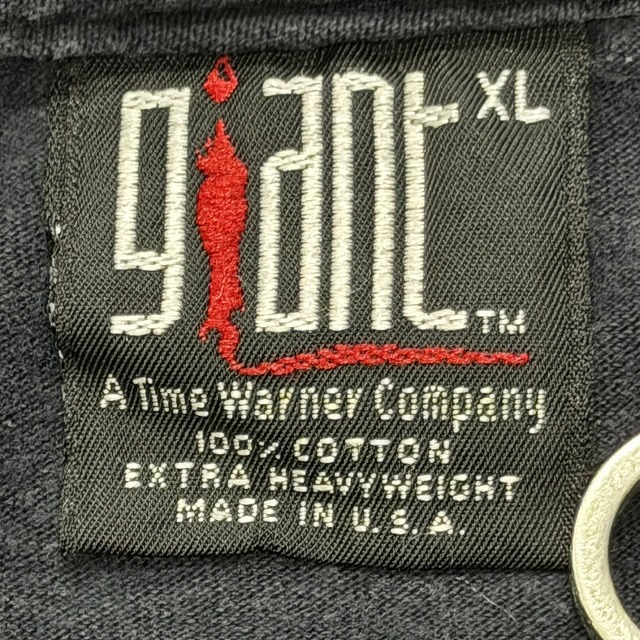 giant XL
TM
A Time Warner Company
100% COTTON
EXTRA HEAVYWEIGHT
MADE IN U.S.A.